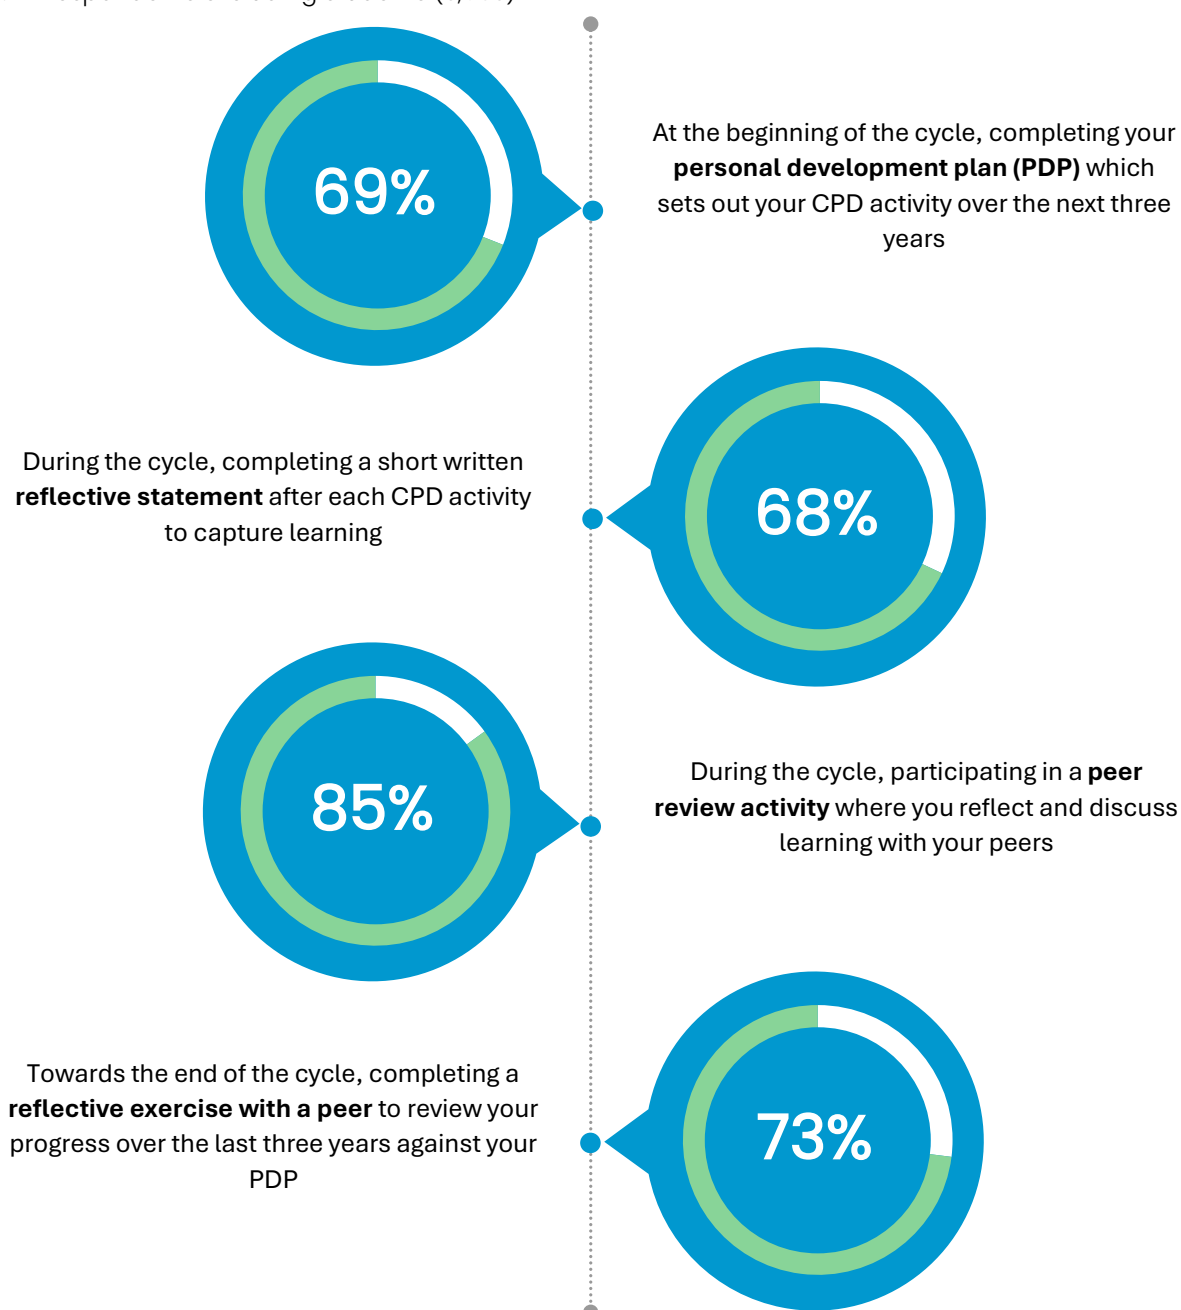 69%
At the beginning of the cycle, completing your
personal development plan (PDP) which
sets out your CPD activity over the next three
years
During the cycle, completing a short written
reflective statement after each CPD activity
to capture learning
68%
85%
During the cycle, participating in a peer
review activity where you reflect and discuss
learning with your peers
Towards the end of the cycle, completing a
reflective exercise with a peer to review your
progress over the last three years against your
PDP
73%